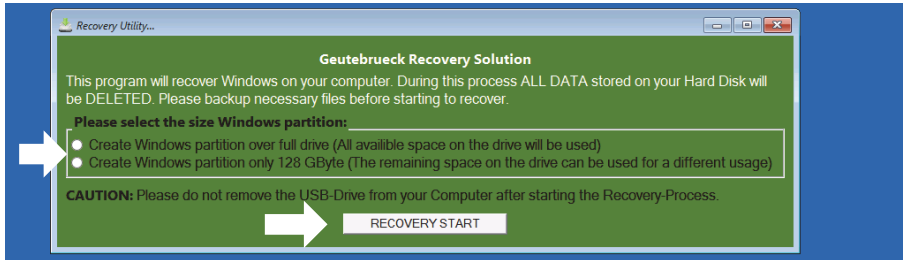 Recovery Utility...
Geutebrueck Recovery Solution
This program will recover Windows on your computer. During this process ALL DATA stored on your Hard Disk will
be DELETED. Please backup necessary files before starting to recover.
Please select the size Windows partition:
Create Windows partition over full drive (All availible space on the drive will be used)
Create Windows partition only 128 GByte (The remaining space on the drive can be used for a different usage)
CAUTION: Please do not remove the USB-Drive from your Computer after starting the Recovery-Process.
RECOVERY START